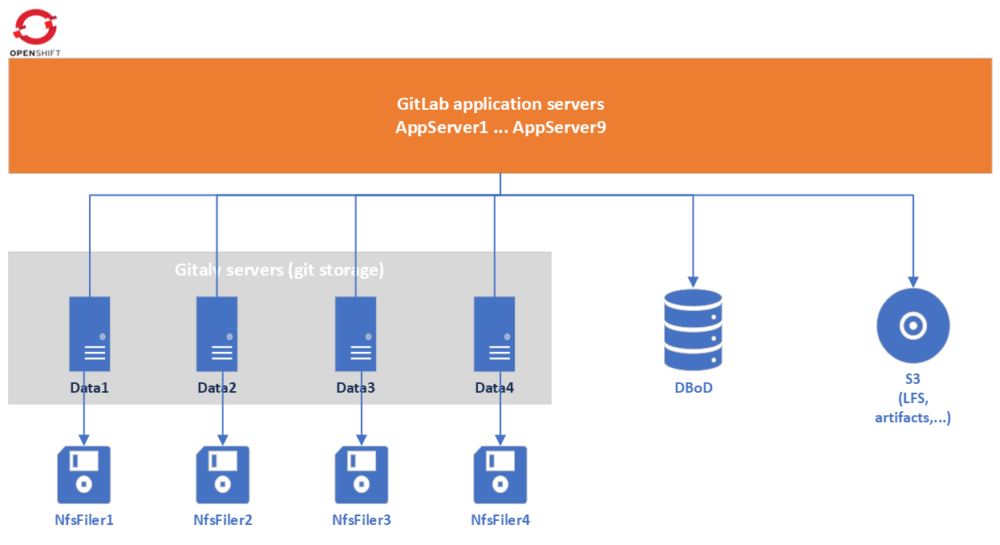 OPENSHIFT
GitLab application servers
AppServer1 ... AppServer9
Gitaly servers (git storage)
Data1
Data2
Data3
Data4
DBoD
S3
(LFS,
artifacts,...)
NfsFiler1
NfsFiler2
NfsFiler3
NfsFiler4